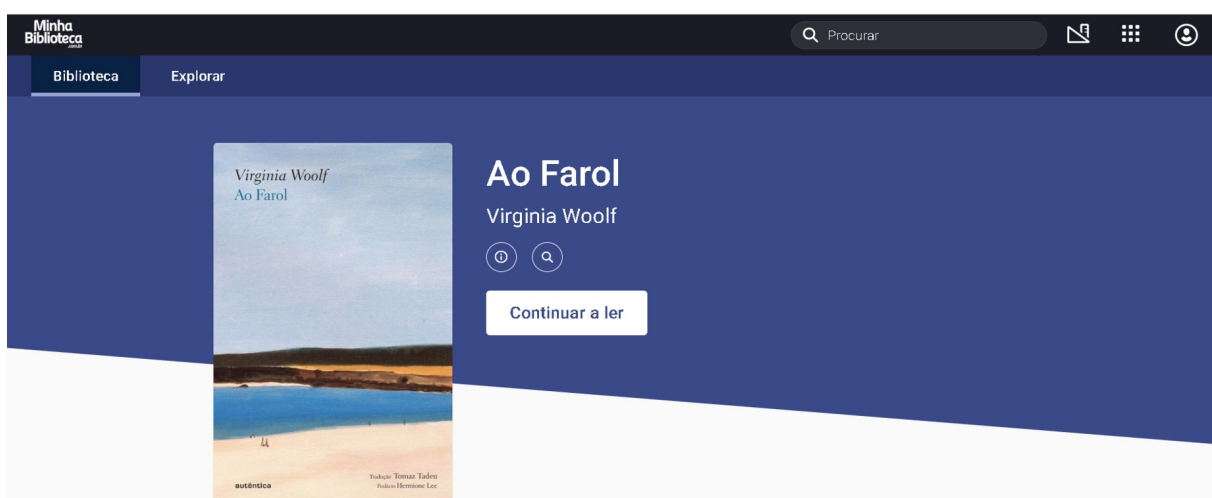 Minha
Biblioteca
.com.br
Procurar
Biblioteca
Explorar
Virginia Woolf
Ao Farol
autêntica
Tradução Tomaz Tadeu
Prefácio Hermione Lee
Ao Farol
Virginia Woolf
Continuar a ler